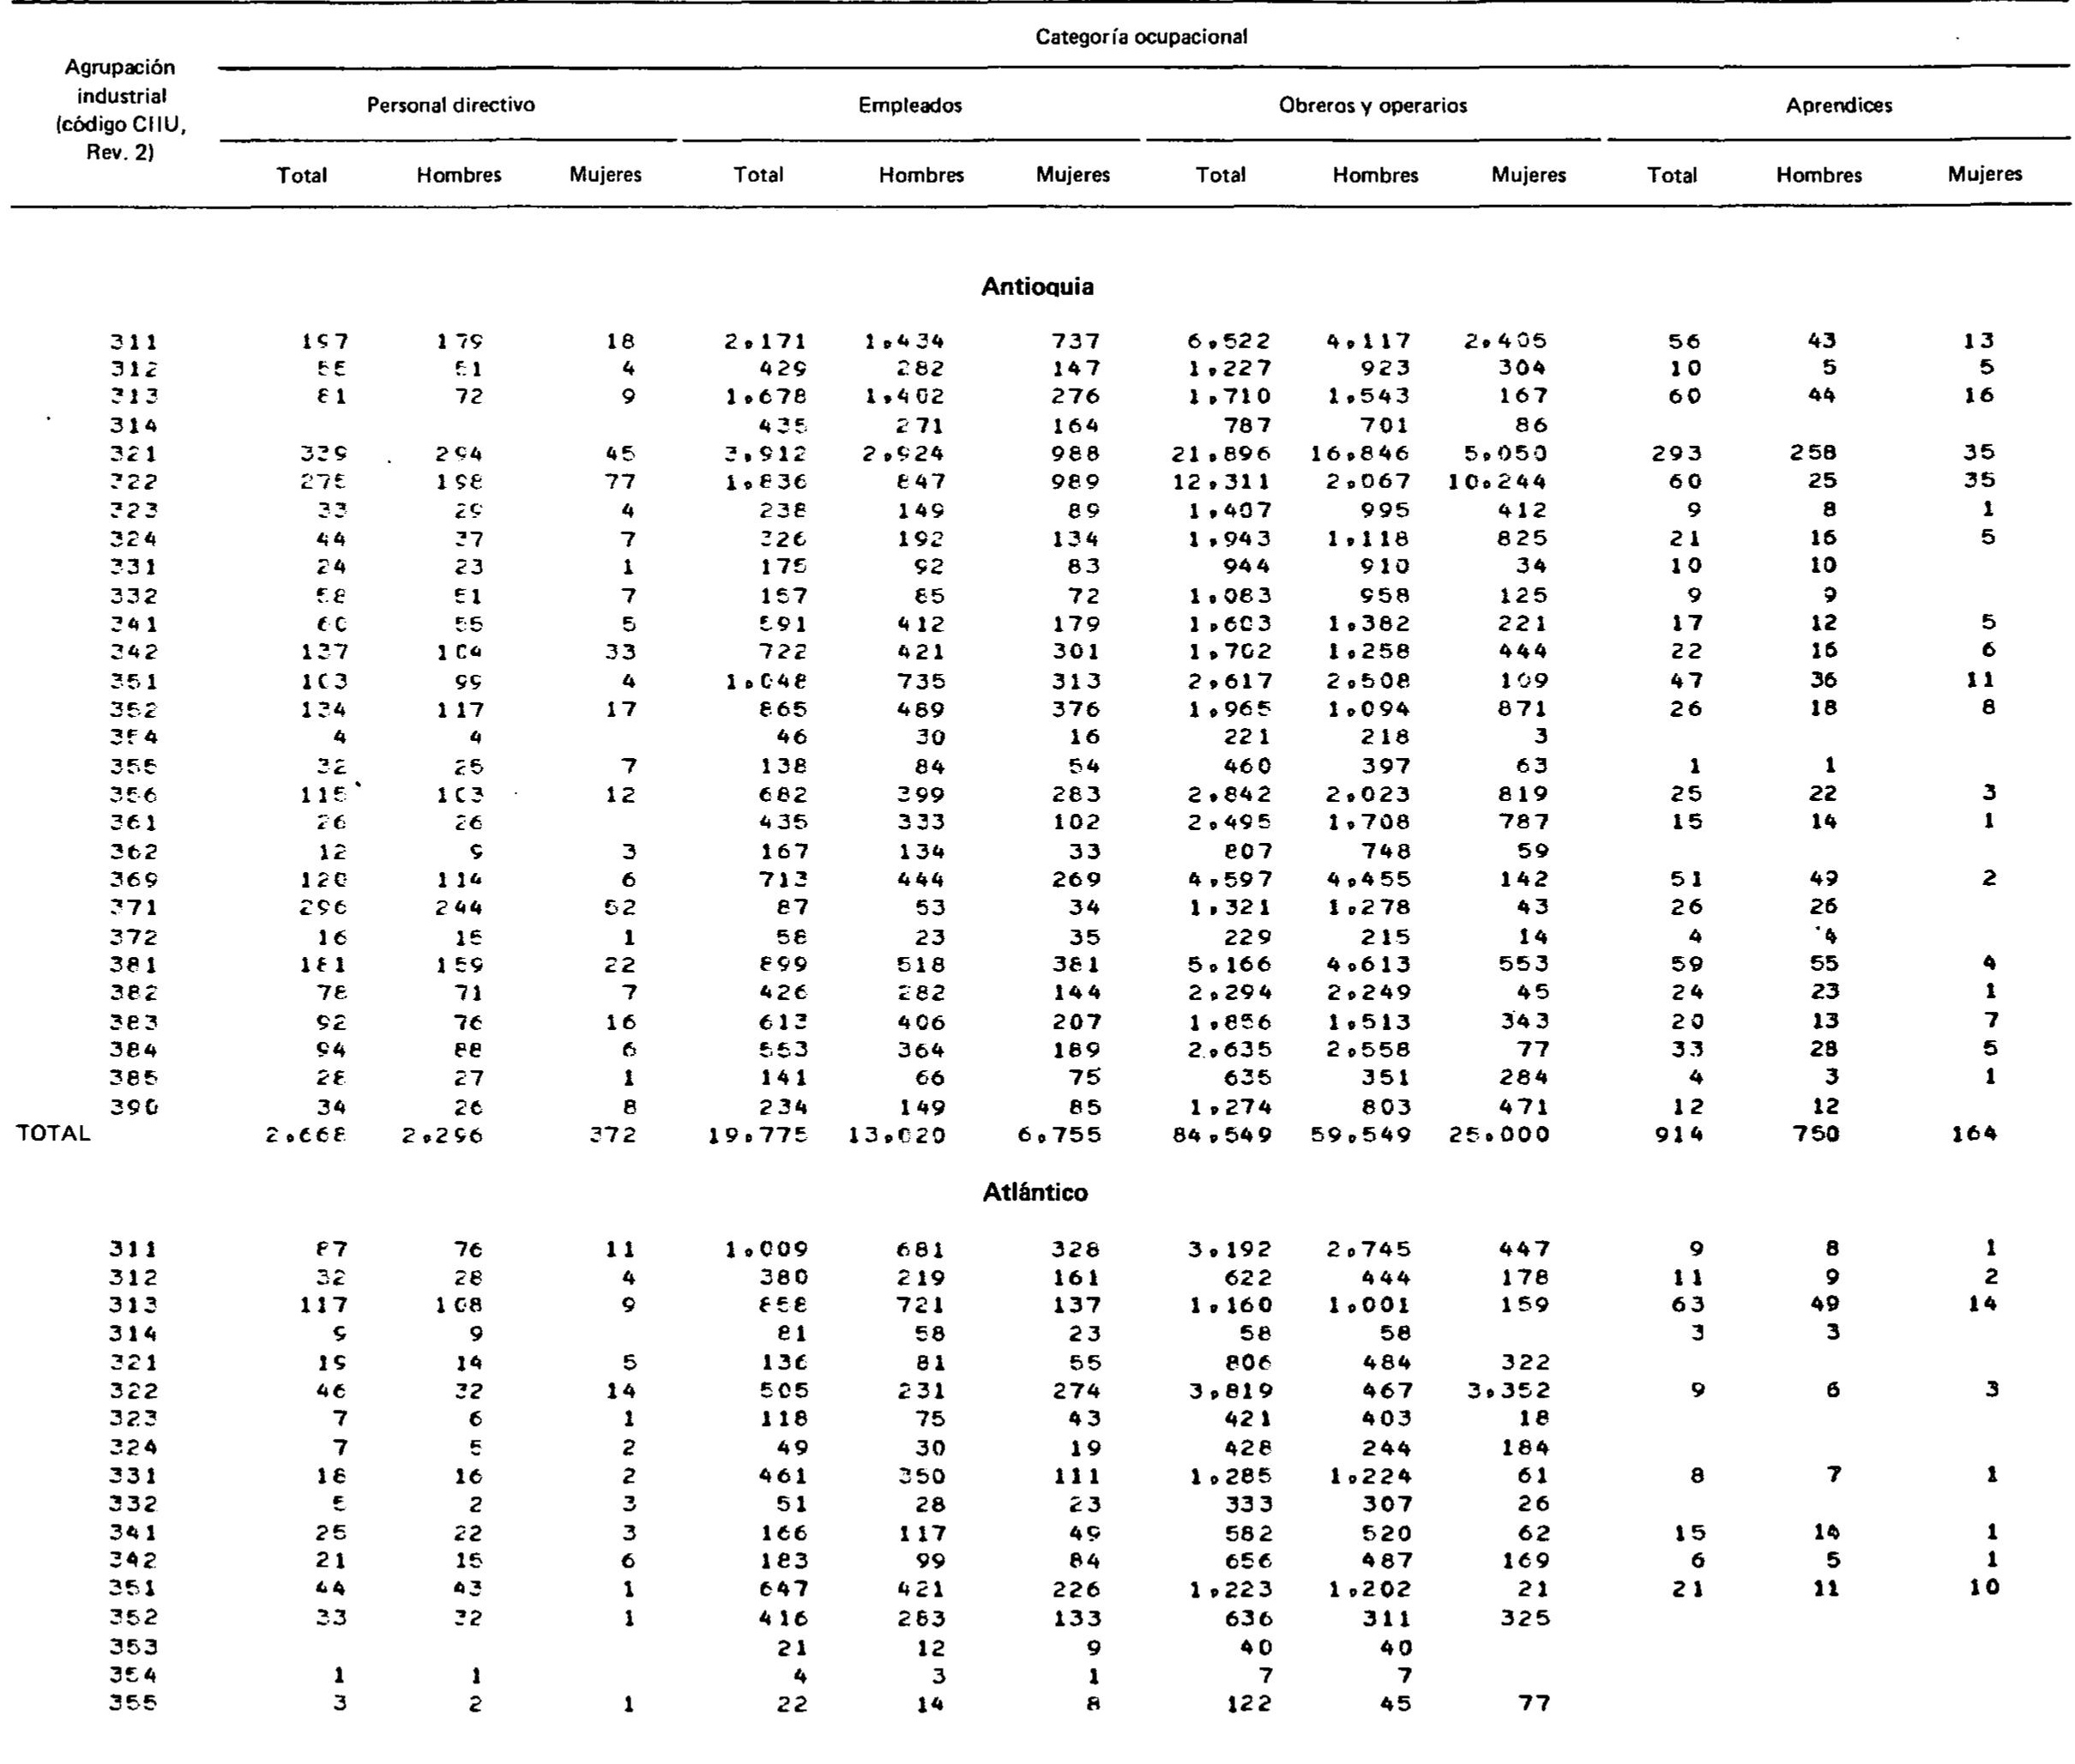 Categoría ocupacional
Agrupación
industrial
(código CIIU,
Rev. 2)
Personal directivo Empleados Obreros y operarios Aprendices
Total Hombres Mujeres Total Hombres Mujeres Total Hombres Mujeres Total Hombres Mujeres
Antioquia
311 197 179 18 2.171 1.434 737 6.522 4.117 2.405 56 43 13
312 55 51 4 429 282 147 1.227 923 304 10 5 5
313 81 72 9 1.678 1.402 276 1.710 1.543 167 60 44 16
314 435 271 164 787 701 86
321 339 294 45 3.912 2.924 988 21.896 16.846 5.050 293 258 35
322 275 198 77 1.836 847 989 12.311 2.067 10.244 60 25 35
323 33 29 4 238 149 89 1.407 995 412 9 8 1
324 44 37 7 326 192 134 1.943 1.118 825 21 16 5
331 24 23 1 175 92 83 944 910 34 10 10
332 58 51 7 157 85 72 1.083 958 125 9 9
341 60 55 5 591 412 179 1.603 1.382 221 17 12 5
342 137 104 33 722 421 301 1.702 1.258 444 22 16 6
351 103 99 4 1.048 735 313 2.617 2.508 109 47 36 11
352 134 117 17 865 489 376 1.965 1.094 871 26 18 8
354 4 4 46 30 16 221 218 3
355 32 25 7 138 84 54 460 397 63 1 1
356 115 103 12 682 399 283 2.842 2.023 819 25 22 3
361 26 26 435 333 102 2.495 1.708 787 15 14 1
362 12 9 3 167 134 33 807 748 59
369 120 114 6 713 444 269 4.597 4.455 142 51 49 2
371 296 244 52 87 53 34 1.321 1.278 43 26 26
372 16 15 1 58 23 35 229 215 14 4 4
381 181 159 22 899 518 381 5.166 4.613 553 59 55 4
382 78 71 7 426 282 144 2.294 2.249 45 24 23 1
383 92 76 16 613 406 207 1.856 1.513 343 20 13 7
384 94 88 6 553 364 189 2.635 2.558 77 33 28 5
385 28 27 1 141 66 75 635 351 284 4 3 1
390 34 26 8 234 149 85 1.274 803 471 12 12
TOTAL 2.668 2.296 372 19.775 13.020 6.755 84.549 59.549 25.000 914 750 164
Atlántico
311 87 76 11 1.009 681 328 3.192 2.745 447 9 8 1
312 32 28 4 380 219 161 622 444 178 11 9 2
313 117 108 9 858 721 137 1.160 1.001 159 63 49 14
314 9 9 81 58 23 58 58 3 3
321 19 14 5 136 81 55 806 484 322
322 46 32 14 505 231 274 3.819 467 3.352 9 6 3
323 7 6 1 118 75 43 421 403 18
324 7 5 2 49 30 19 428 244 184
331 18 16 2 461 350 111 1.285 1.224 61 8 7 1
332 5 2 3 51 28 23 333 307 26
341 25 22 3 166 117 49 582 520 62 15 14 1
342 21 15 6 183 99 84 656 487 169 6 5 1
351 44 43 1 647 421 226 1.223 1.202 21 21 11 10
352 33 32 1 416 283 133 636 311 325
353 21 12 9 40 40
354 1 1 4 3 1 7 7
355 3 2 1 22 14 8 122 45 77